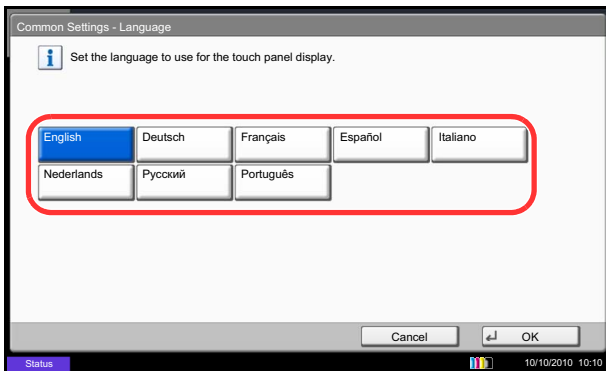 Common Settings - Language
Set the language to use for the touch panel display.
English Deutsch Français Español Italiano
Nederlands Русский Português
Cancel OK
Status 10/10/2010 10:10